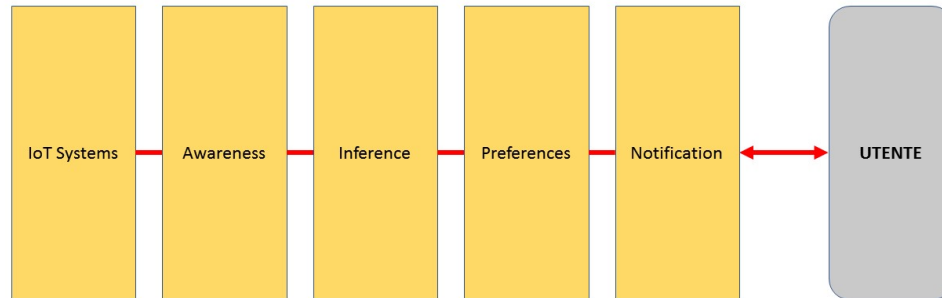 IoT Systems
Awareness
Inference
Preferences
Notification
UTENTE